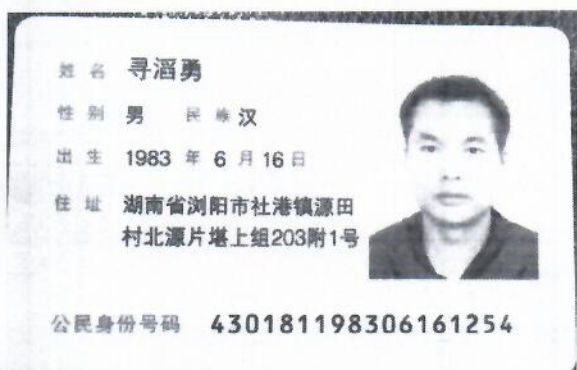 姓名 寻滔勇
性别 男 民族 汉
出生 1983 年 6 月 16 日
住址 湖南省浏阳市社港镇源田
村北源片堪上组203附1号
公民身份号码 430181198306161254